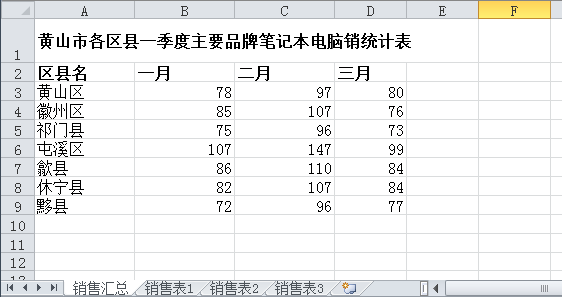 A B C D E F
1 黄山市各区县一季度主要品牌笔记本电脑销统计表
2 区县名 一月 二月 三月
3 黄山区 78 97 80
4 徽州区 85 107 76
5 祁门县 75 96 73
6 屯溪区 107 147 99
7 歙县 86 110 84
8 休宁县 82 107 84
9 黟县 72 96 77
10
11
12
销售汇总 销售表1 销售表2 销售表3